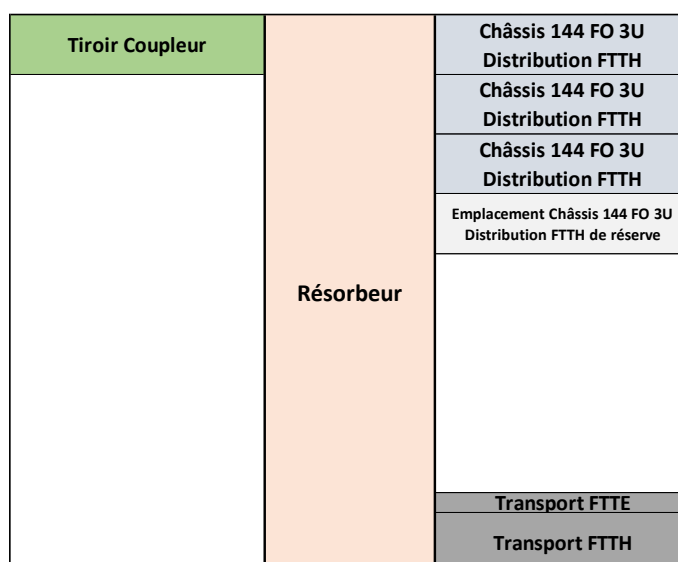 Tiroir Coupleur
Résorbeur
Châssis 144 FO 3U
Distribution FTTH
Châssis 144 FO 3U
Distribution FTTH
Châssis 144 FO 3U
Distribution FTTH
Emplacement Châssis 144 FO 3U
Distribution FTTH de réserve
Transport FTTE
Transport FTTH